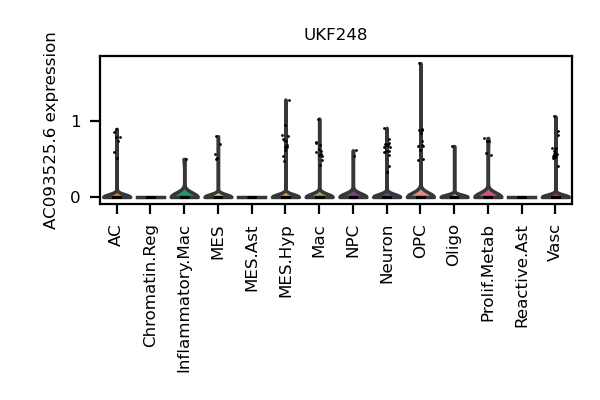 UKF248
AC093525.6 expression
1
0
AC
Chromatin.Reg
Inflammatory.Mac
MES
MES.Ast
MES.Hyp
Mac
NPC
Neuron
OPC
Oligo
Prolif.Metab
Reactive.Ast
Vasc